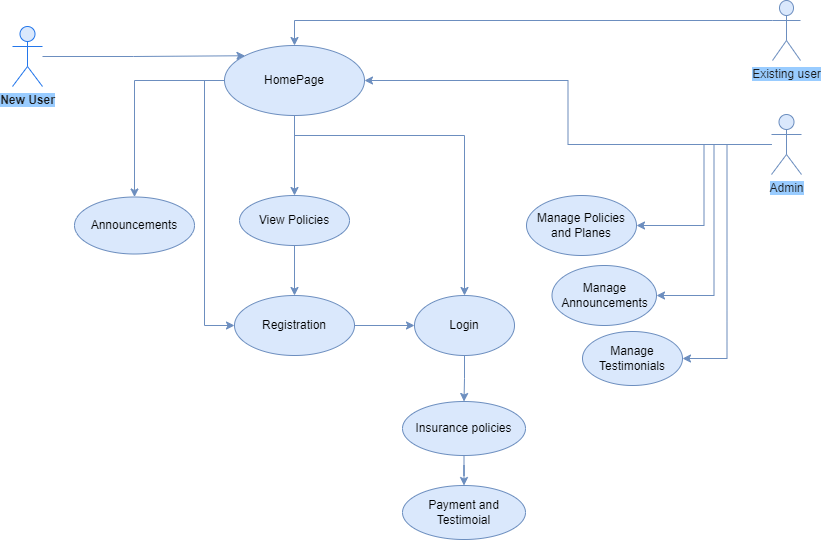 Existing user
New User
HomePage
Admin
Announcements
View Policies
Manage Policies
and Planes
Manage
Announcements
Registration
Login
Manage
Testimonials
Insurance policies
Payment and
Testimoial